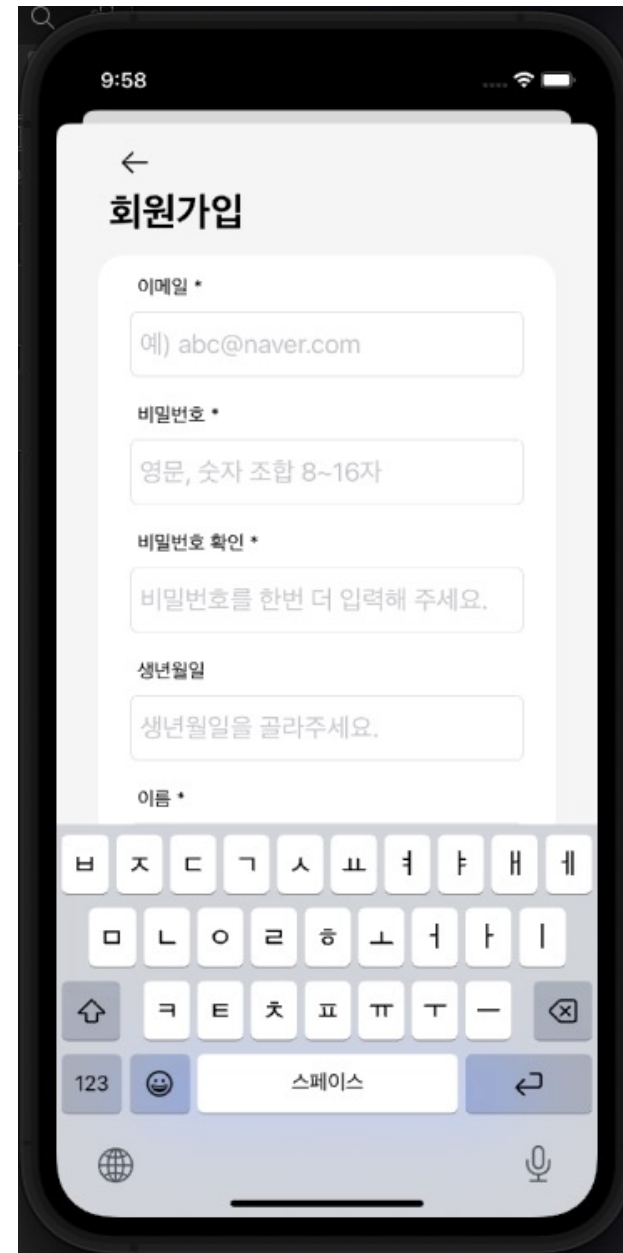 9:58
회원가입
이메일 *
예) abc@naver.com
비밀번호 *
영문, 숫자 조합 8~16자
비밀번호 확인 *
비밀번호를 한번 더 입력해 주세요.
생년월일
생년월일을 골라주세요.
이름 *
ㅂ ㅈ ㄷ ㄱ ㅅ ㅛ ㅕ ㅑ ㅐ ㅔ
ㅁ ㄴ ㅇ ㄹ ㅎ ㅗ ㅓ ㅏ ㅣ
ㅋ ㅌ ㅊ ㅍ ㅠ ㅜ ㅡ
123 스페이스